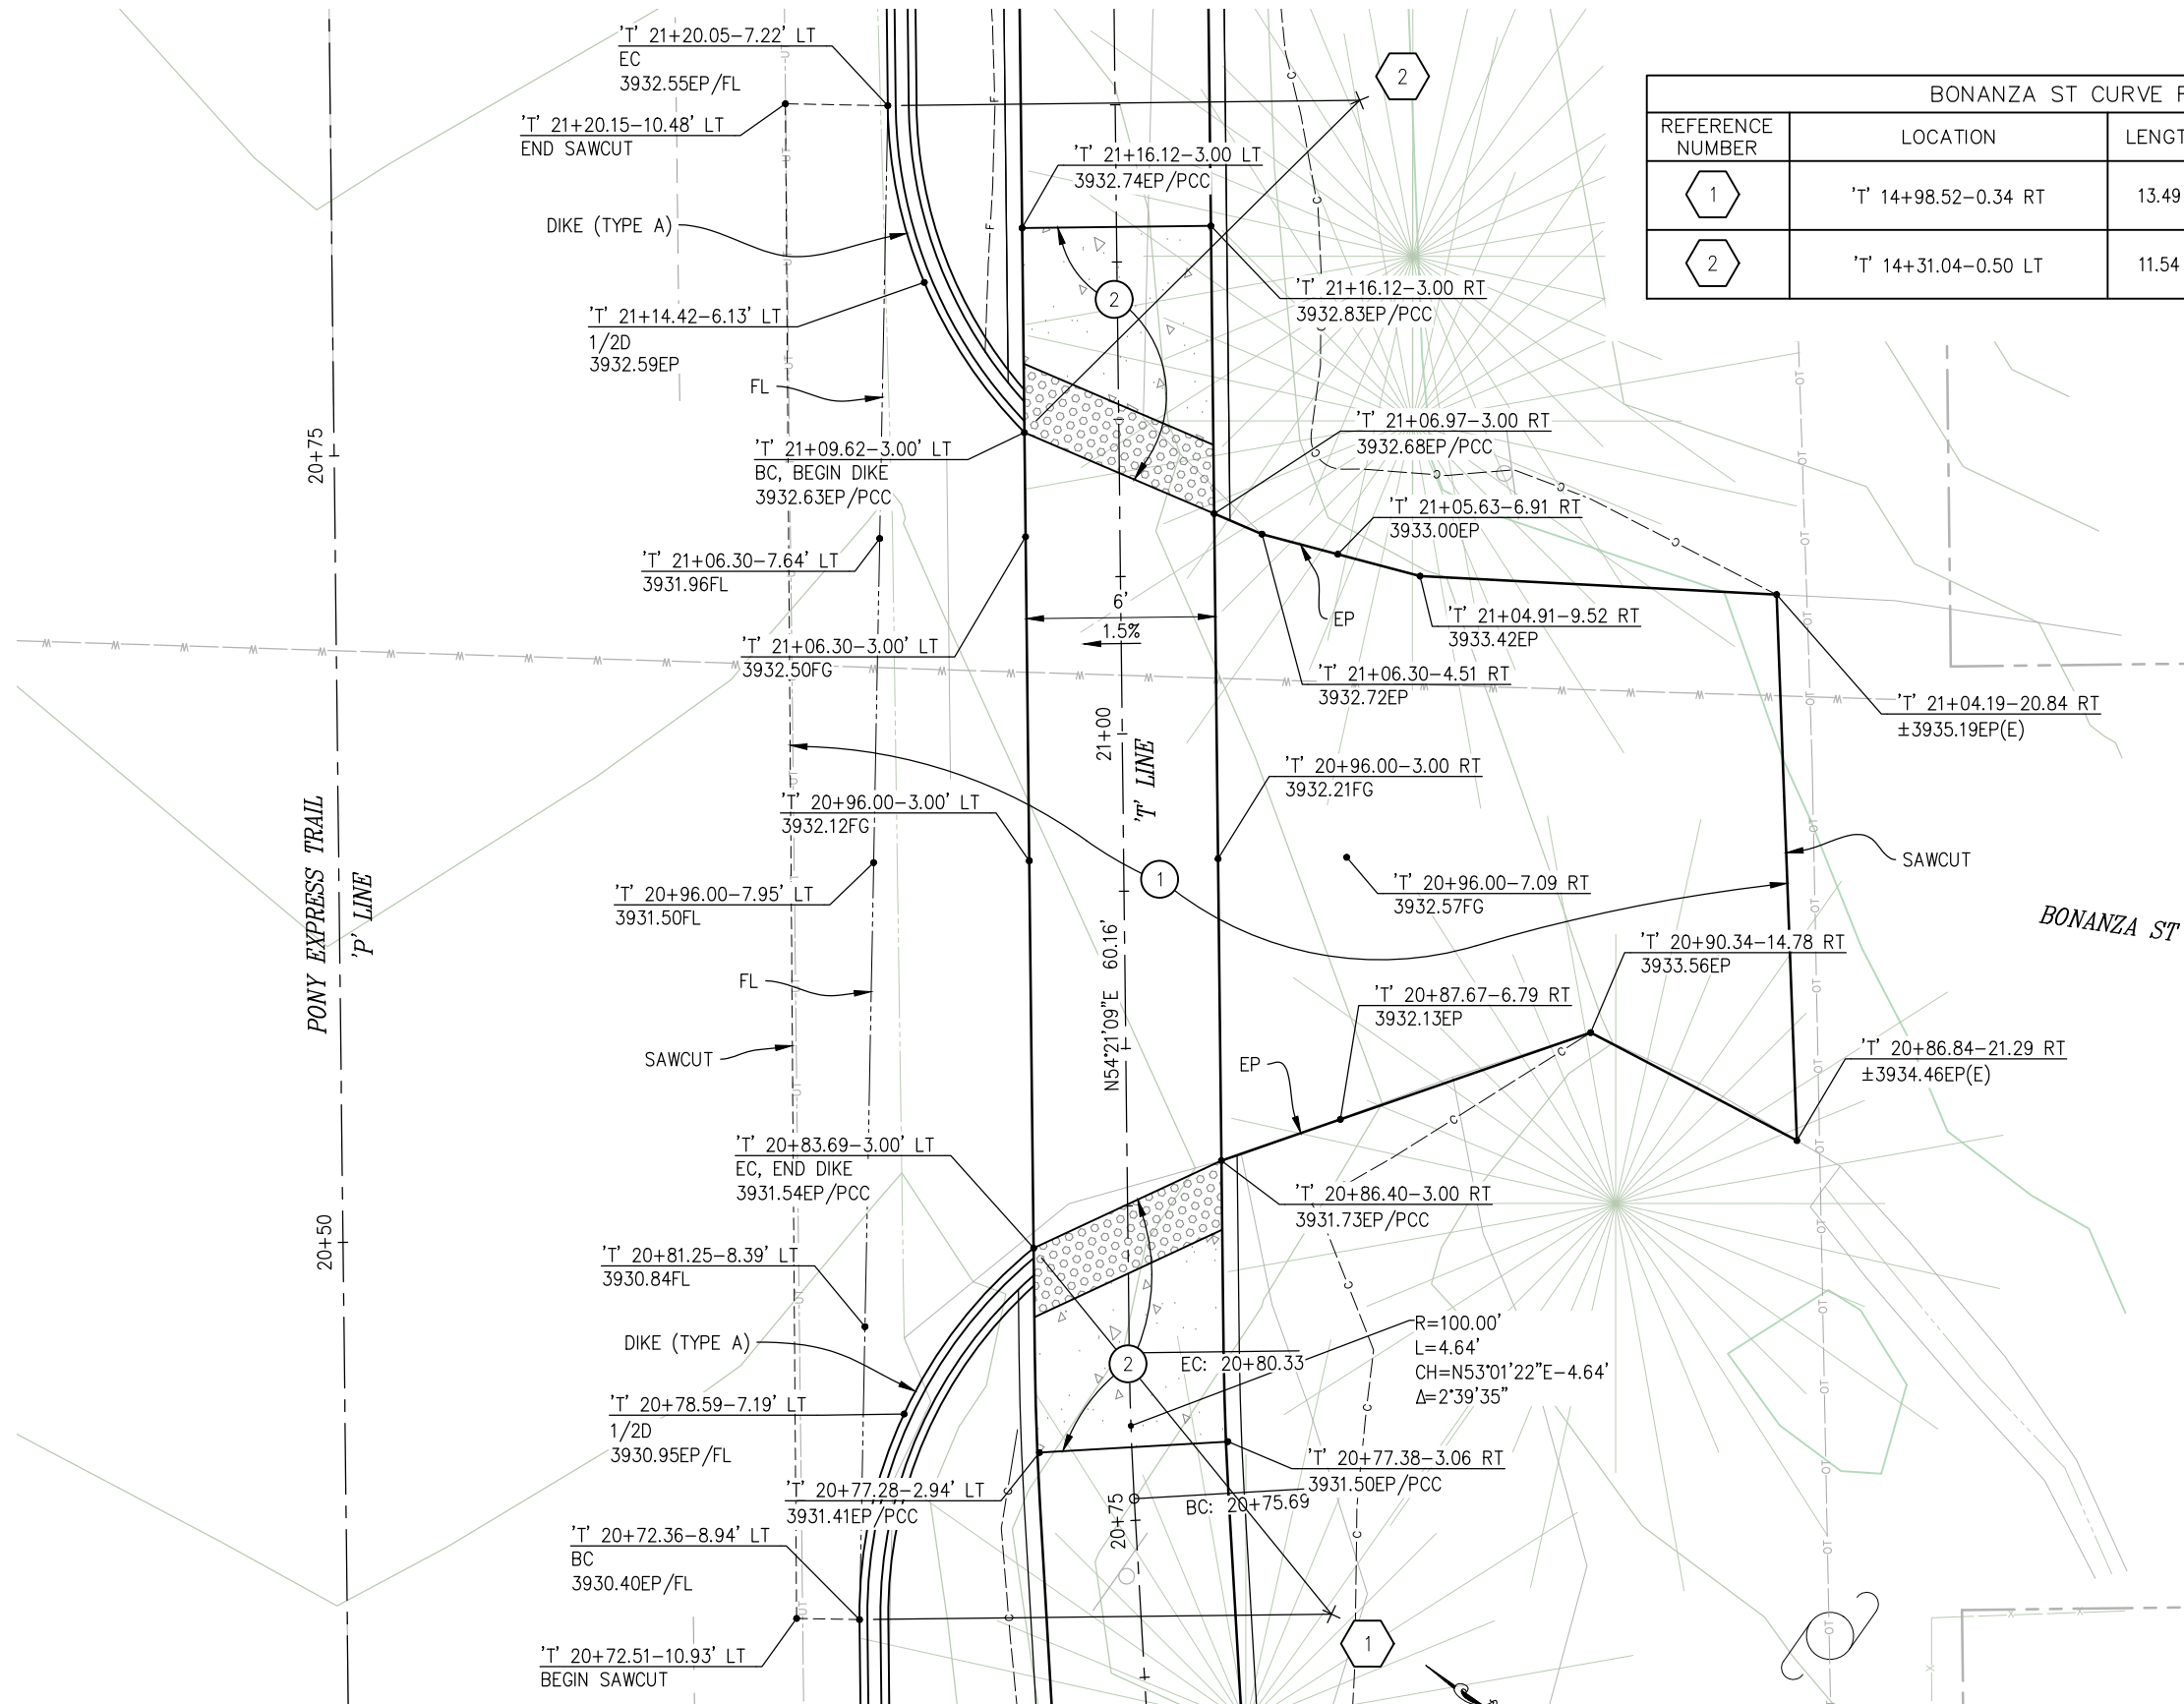 'T' 21+20.05-7.22' LT
EC
3932.55EP/FL
'T' 21+20.15-10.48' LT
END SAWCUT
DIKE (TYPE A)
'T' 21+14.42-6.13' LT
1/2D
3932.59EP
FL
'T' 21+09.62-3.00' LT
BC, BEGIN DIKE
3932.63EP/PCC
'T' 21+06.30-7.64' LT
3931.96FL
'T' 21+06.30-3.00' LT
3932.50FG
'T' 20+96.00-3.00' LT
3932.12FG
'T' 20+96.00-7.95' LT
3931.50FL
FL
SAWCUT
'T' 20+83.69-3.00' LT
EC, END DIKE
3931.54EP/PCC
'T' 20+81.25-8.39' LT
3930.84FL
DIKE (TYPE A)
'T' 20+78.59-7.19' LT
1/2D
3930.95EP/FL
'T' 20+77.28-2.94' LT
3931.41EP/PCC
'T' 20+72.36-8.94' LT
BC
3930.40EP/FL
'T' 20+72.51-10.93' LT
BEGIN SAWCUT
20+75
PONY EXPRESS TRAIL
'P' LINE
20+50
2
'T' 21+16.12-3.00 LT
3932.74EP/PCC
2
'T' 21+16.12-3.00 RT
3932.83EP/PCC
'T' 21+06.97-3.00 RT
3932.68EP/PCC
'T' 21+05.63-6.91 RT
3933.00EP
6'
1.5%
EP
'T' 21+04.91-9.52 RT
3933.42EP
'T' 21+06.30-4.51 RT
3932.72EP
'T' 21+04.19-20.84 RT
±3935.19EP(E)
21+00
'T' LINE
'T' 20+96.00-3.00 RT
3932.21FG
1
'T' 20+96.00-7.09 RT
3932.57FG
SAWCUT
BONANZA ST
'T' 20+90.34-14.78 RT
3933.56EP
N54°21'09"E 60.16'
'T' 20+87.67-6.79 RT
3932.13EP
EP
'T' 20+86.84-21.29 RT
±3934.46EP(E)
'T' 20+86.40-3.00 RT
3931.73EP/PCC
R=100.00'
L=4.64'
CH=N53°01'22"E-4.64'
Δ=2°39'35"
2
EC: 20+80.33
'T' 20+77.38-3.06 RT
3931.50EP/PCC
BC: 20+75.69
20+75
1
BONANZA ST CURVE
REFERENCE NUMBER LOCATION
1 'T' 14+98.52-0.34 RT 13.49
2 'T' 14+31.04-0.50 LT 11.54